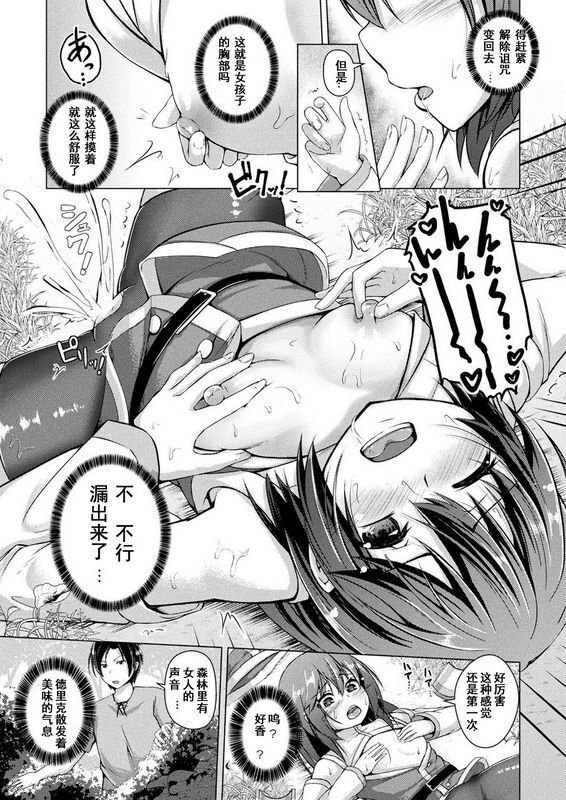 得赶紧
解除诅咒
变回去…
但是…
这就是女孩子
的胸部
吗
あっ…
就这样摸着
就这么舒服了
ビクッ!
ピリッ!
不 不行
漏出来了…
好厉害
这种感觉
还是第一次
呜?
好香?
森林里有
女人的
声音…
德里克散发着
美味的气息